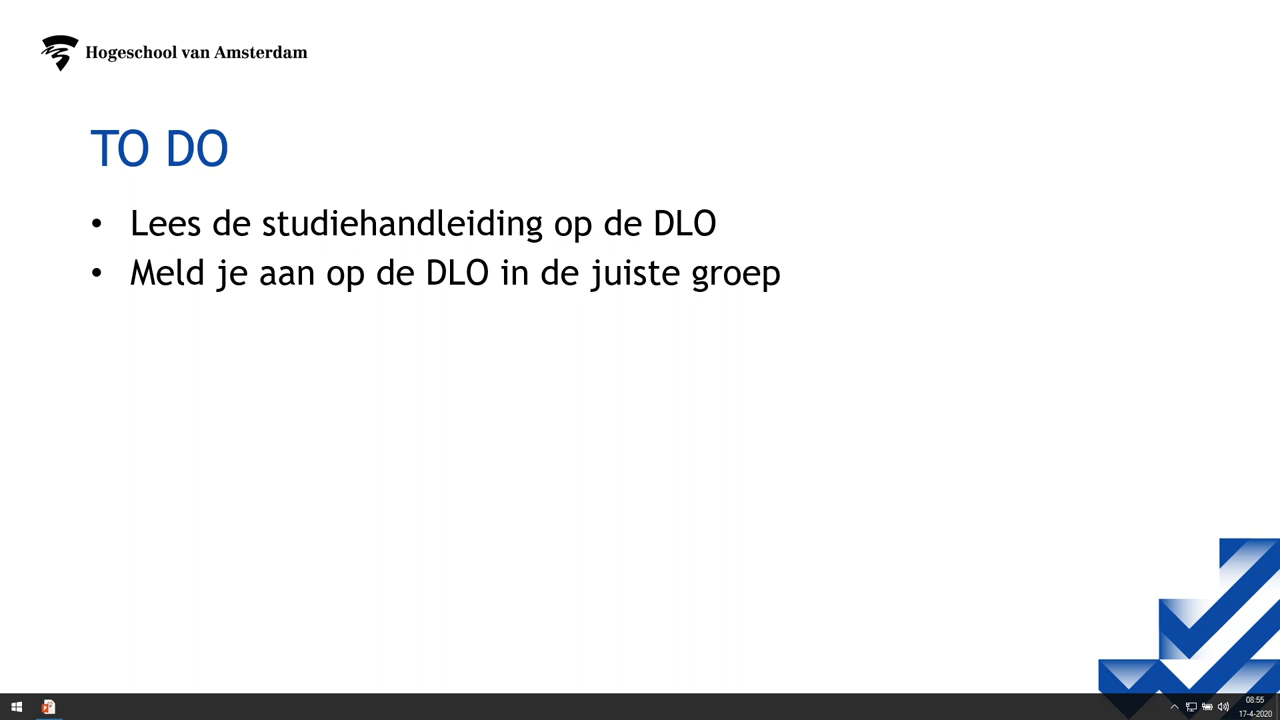 Hogeschool van Amsterdam
TO DO
• Lees de studiehandleiding op de DLO
• Meld je aan op de DLO in de juiste groep
08:55
17-4-2020